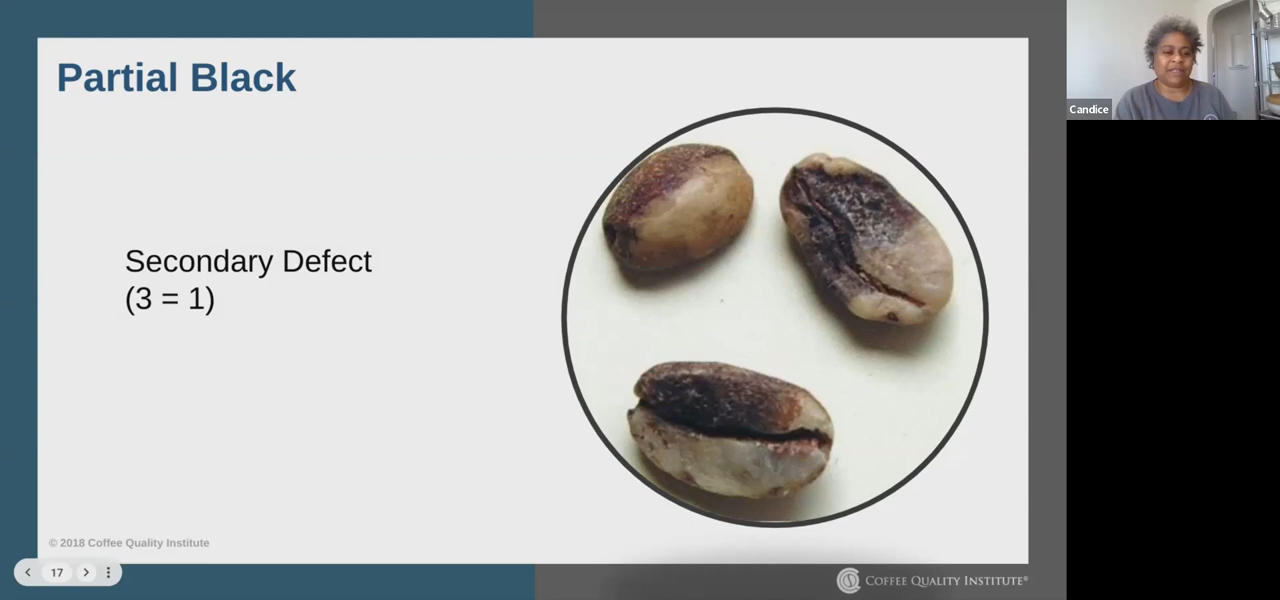 Partial Black
Candice
Secondary Defect
(3 = 1)
© 2018 Coffee Quality Institute
17
COFFEE QUALITY INSTITUTE®